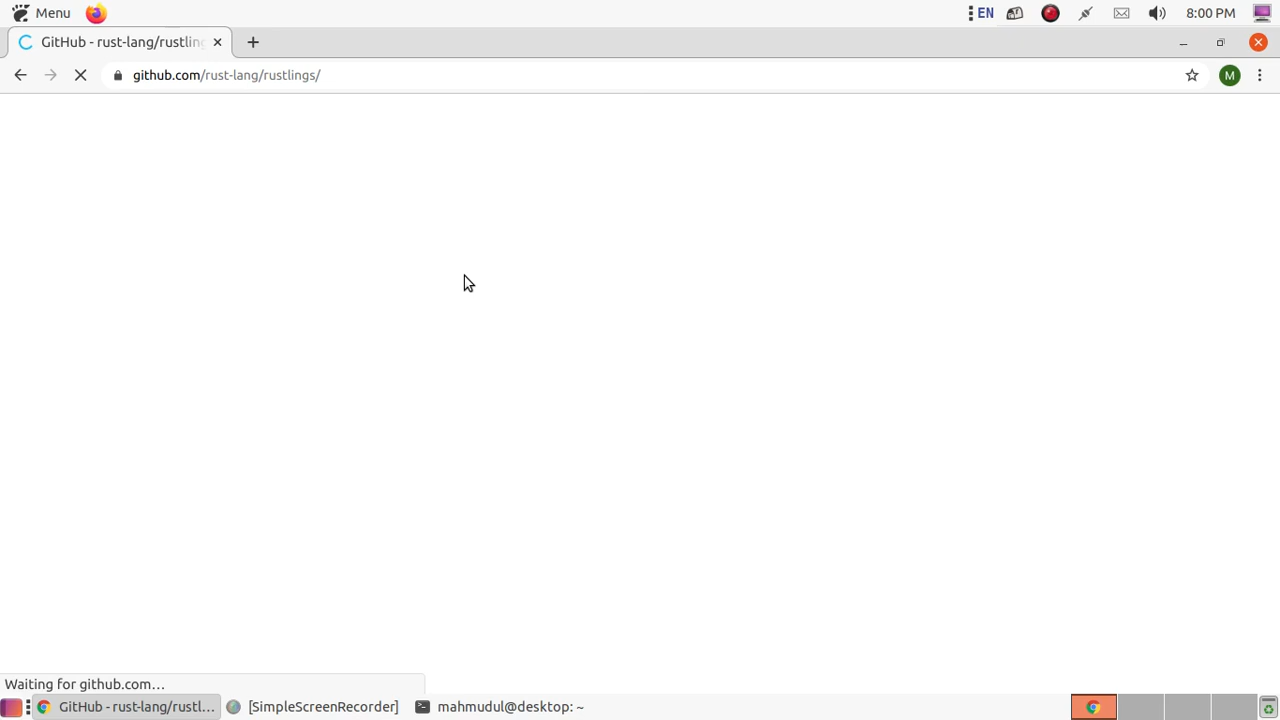 Menu
EN
8:00 PM
GitHub - rust-lang/rustling
github.com/rust-lang/rustlings/
M
Waiting for github.com…
GitHub - rust-lang/rustl…
[SimpleScreenRecorder]
mahmudul@desktop: ~